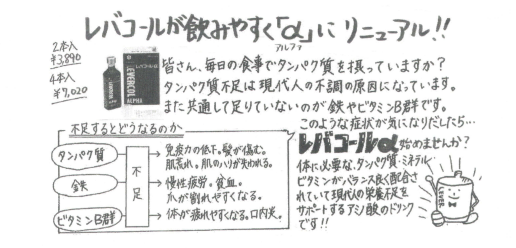 レバコールが飲みやすく「α」にリニューアル!!
アルファ
2本入
¥3,890
4本入
¥7,020
LEVERCOL
皆さん、毎日の食事でタンパク質を摂っていますか?
タンパク質不足は現代人の不調の原因になっています。
また共通して足りていないのが鉄やビタミンB群です。
このような症状が気になりだしたら…
レバコールα始めませんか?
体に必要な、タンパク質・ミネラル
ビタミンがバランス良く配合さ
れていて現代人の栄養不足を
サポートするアミノ酸のドリンク
です!!
LEVER
不足するとどうなるのか
タンパク質
鉄
ビタミンB群
不足
免疫力の低下。髪が傷む。
肌荒れ。肌のハリが失われる。
慢性疲労。貧血。
爪が割れやすくなる。
体が疲れやすくなる。口内炎。